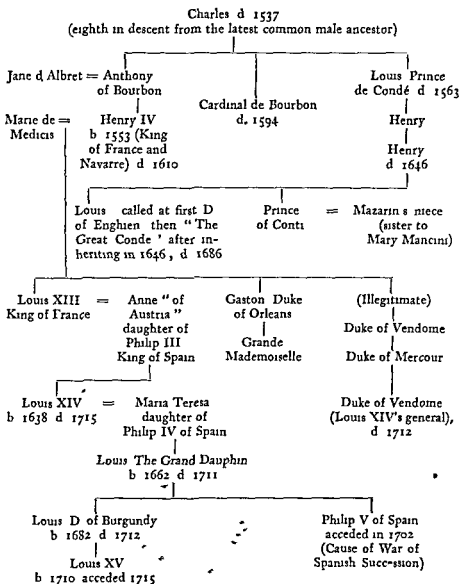 Charles d 1537
(eighth in descent from the latest common male ancestor)
Jane d, Albret = Anthony
of Bourbon
Cardinal de Bourbon
d. 1594
Louis Prince
de Condé d 1563
Marie de =
Medicis
Henry IV
b 1553 (King
of France and
Navarre) d 1610
Henry
Henry
d 1646
Louis called at first D
of Enghien then "The
Great Conde ' after in-
heriting in 1646, d 1686
Prince
of Conti
=
Mazarin s niece
(sister to
Mary Mancini)
Louis XIII
King of France
=
Anne "of
Austria"
daughter of
Philip III
King of Spain
Gaston Duke
of Orleans
Grande
Mademoiselle
(Illegitimate)
Duke of Vendome
Duke of Mercour
Duke of Vendome
(Louis XIV's general),
d 1712
Louis XIV
b 1638 d 1715
=
Maria Teresa
daughter of
Philip IV of Spain
Louis The Grand Dauphin
b 1662 d 1711
Louis D of Burgundy
b 1682 d 1712
Louis XV
b 1710 acceded 1715
Philip V of Spain
acceded in 1702
(Cause of War of
Spanish Succession)